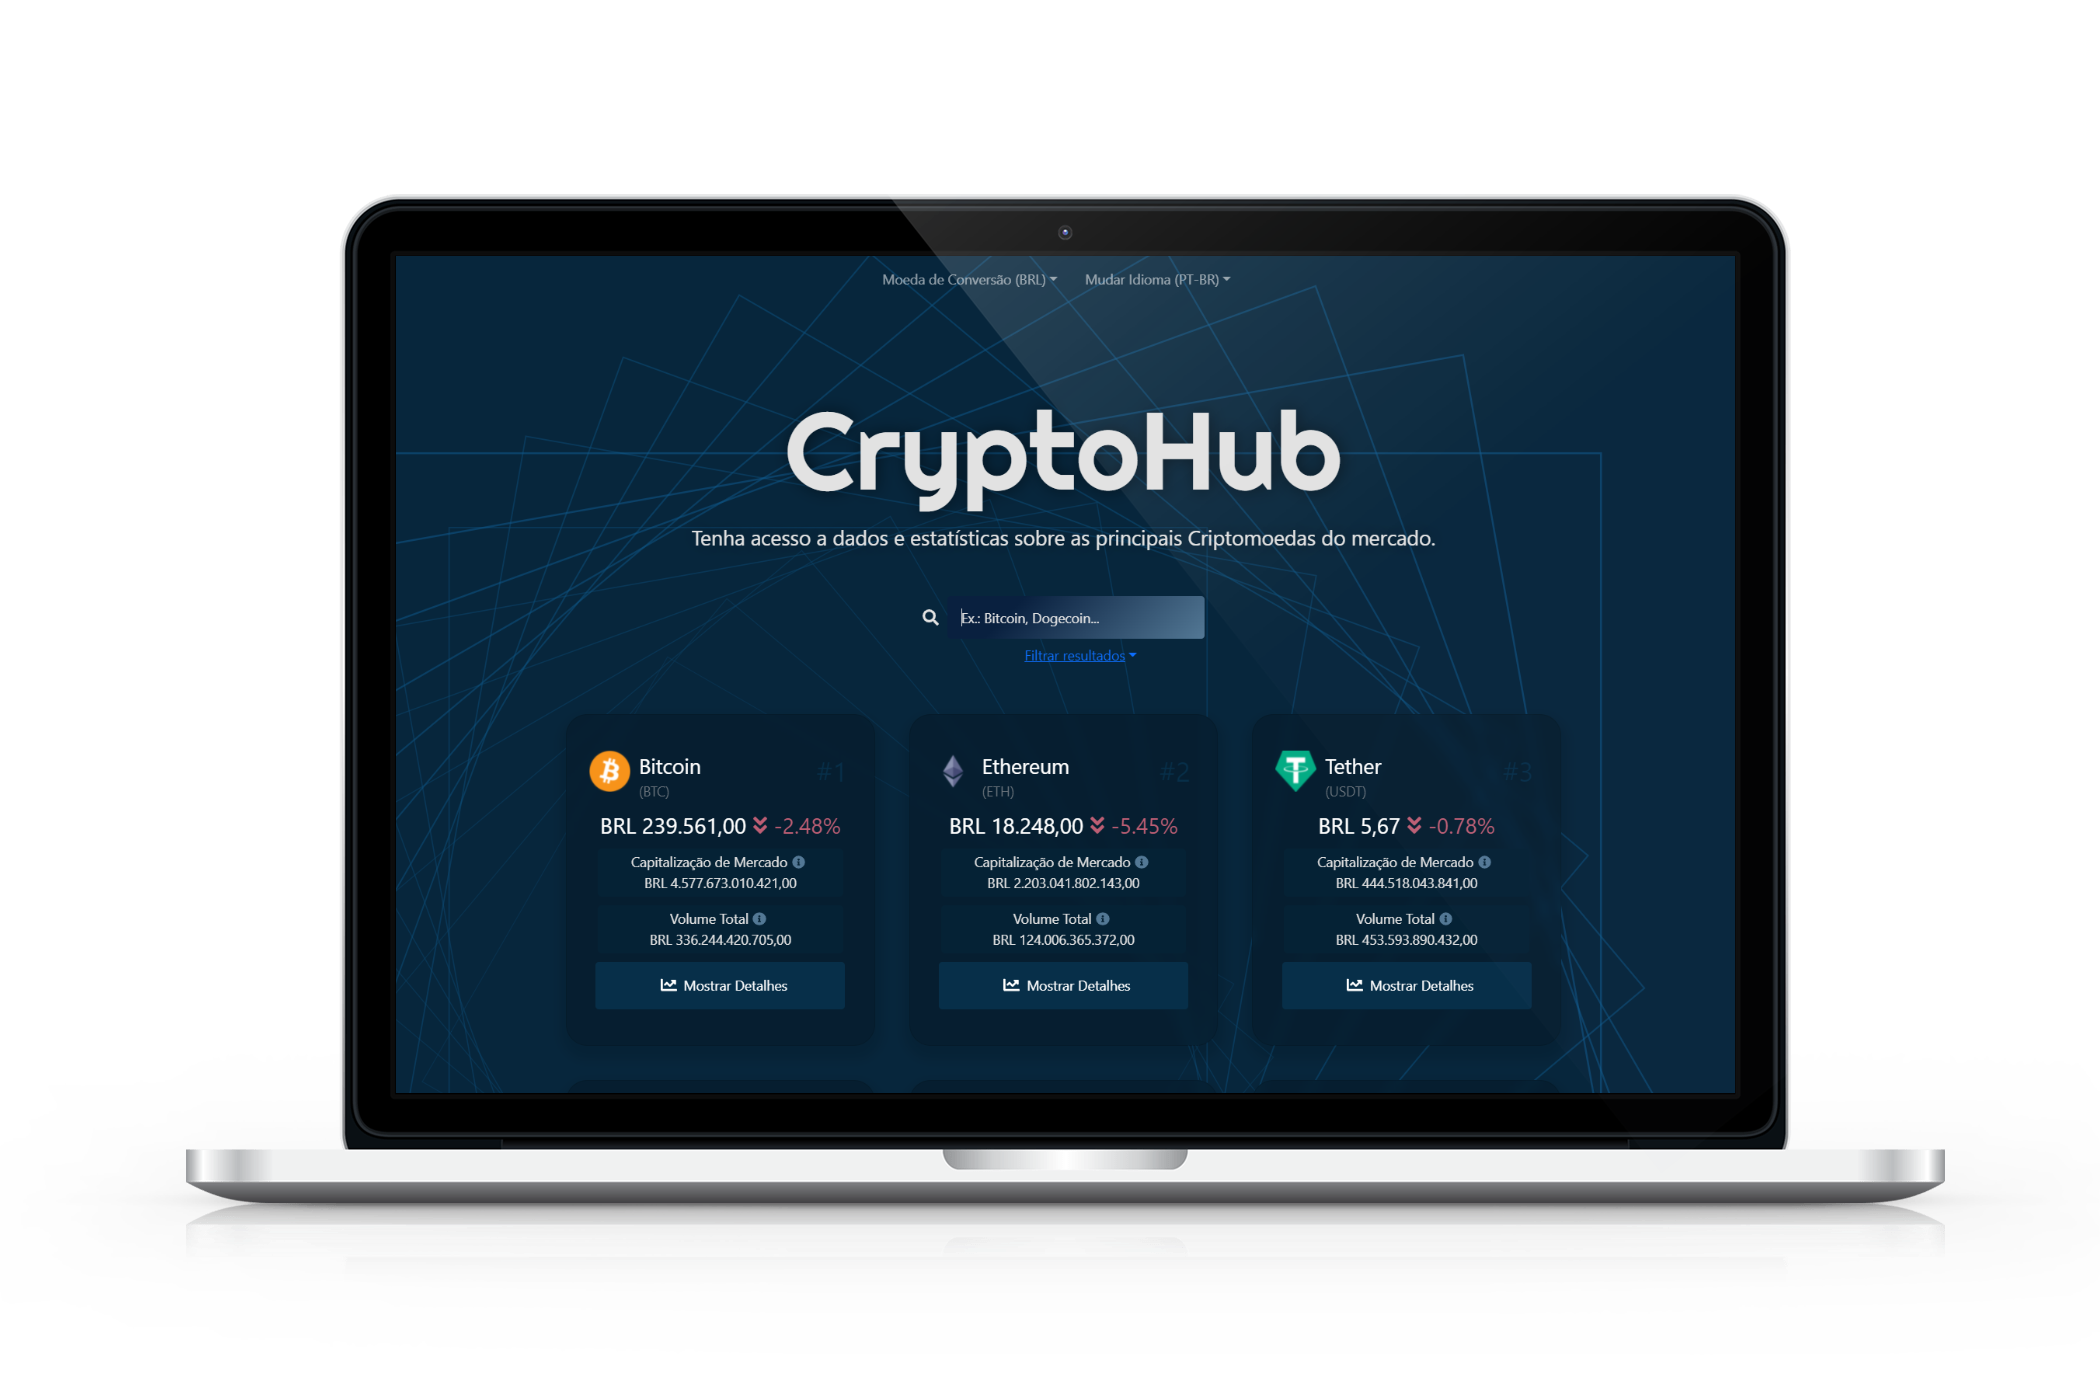 Moeda de Conversão (BRL) Mudar Idioma (PT-BR)
CryptoHub
Tenha acesso a dados e estatísticas sobre as principais Criptomoedas do mercado.
Ex.: Bitcoin, Dogecoin...
Filtrar resultados
Bitcoin #1
(BTC)
BRL 239.561,00 -2.48%
Capitalização de Mercado
BRL 4.577.673.010.421,00
Volume Total
BRL 336.244.420.705,00
Mostrar Detalhes
Ethereum #2
(ETH)
BRL 18.248,00 -5.45%
Capitalização de Mercado
BRL 2.203.041.802.143,00
Volume Total
BRL 124.006.365.372,00
Mostrar Detalhes
Tether #3
(USDT)
BRL 5,67 -0.78%
Capitalização de Mercado
BRL 444.518.043.841,00
Volume Total
BRL 453.593.890.432,00
Mostrar Detalhes